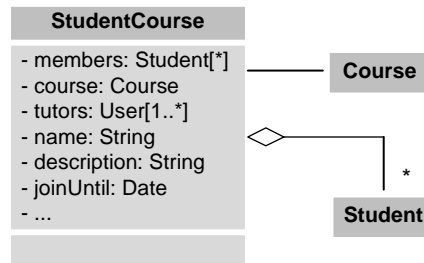 StudentCourse
- members: Student[*]
- course: Course
- tutors: User[1..*]
- name: String
- description: String
- joinUntil: Date
- ...
Course
*
Student